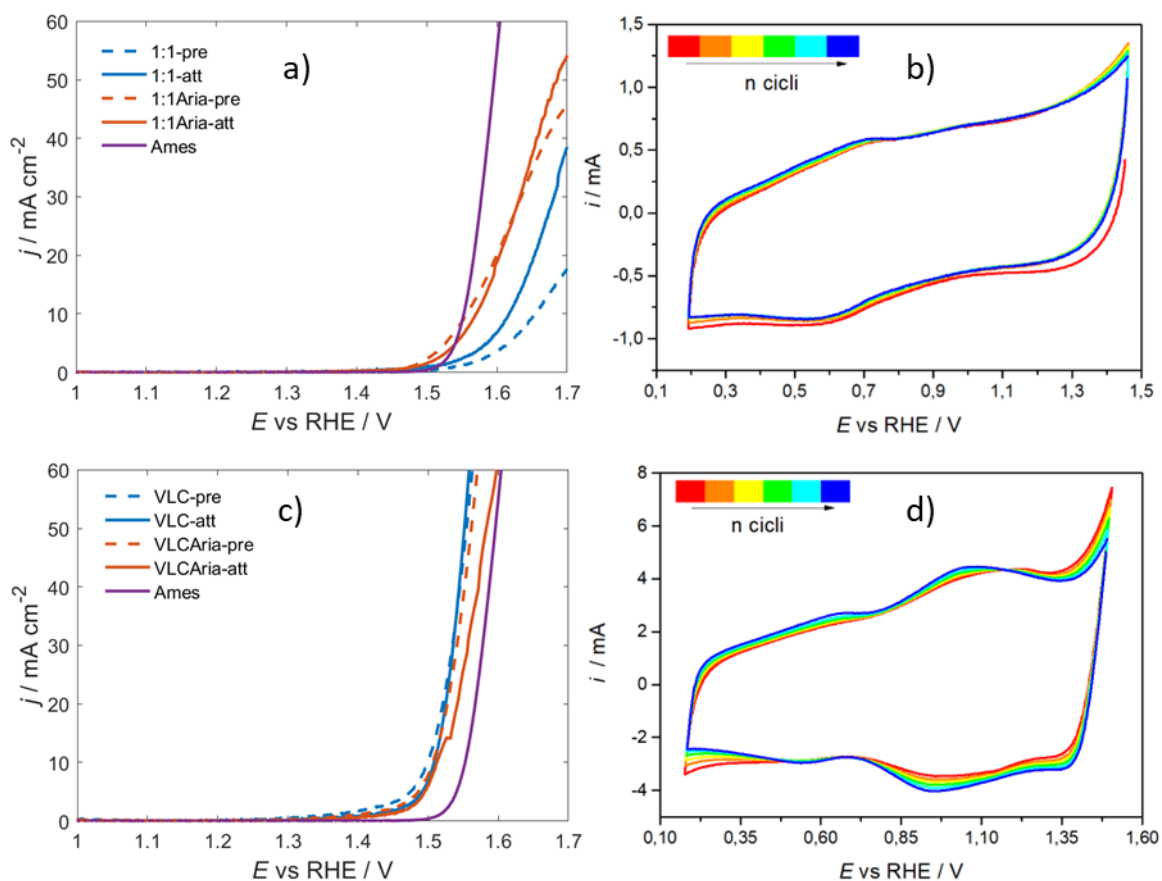 a)
1:1-pre
1:1-att
1:1Aria-pre
1:1Aria-att
Ames
60
50
40
30
20
10
0
j / mA cm-2
1 1.1 1.2 1.3 1.4 1.5 1.6 1.7
E vs RHE / V
b)
n cicli
1,5
1,0
0,5
0,0
-0,5
-1,0
i / mA
0,1 0,3 0,5 0,7 0,9 1,1 1,3 1,5
E vs RHE / V
c)
VLC-pre
VLC-att
VLCAria-pre
VLCAria-att
Ames
60
50
40
30
20
10
0
j / mA cm-2
1 1.1 1.2 1.3 1.4 1.5 1.6 1.7
E vs RHE / V
d)
n cicli
8
6
4
2
0
-2
-4
i / mA
0,10 0,35 0,60 0,85 1,10 1,35 1,60
E vs RHE / V